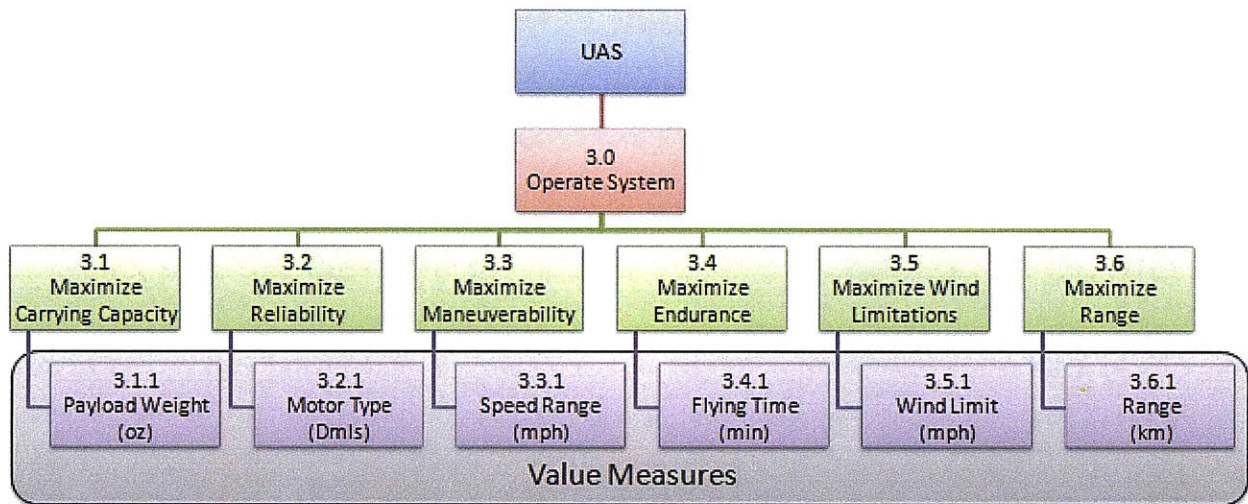 UAS
3.0
Operate System
3.1
Maximize
Carrying Capacity
3.2
Maximize
Reliability
3.3
Maximize
Maneuverability
3.4
Maximize
Endurance
3.5
Maximize Wind
Limitations
3.6
Maximize
Range
3.1.1
Payload Weight
(oz)
3.2.1
Motor Type
(Dmls)
3.3.1
Speed Range
(mph)
3.4.1
Flying Time
(min)
3.5.1
Wind Limit
(mph)
3.6.1
Range
(km)
Value Measures